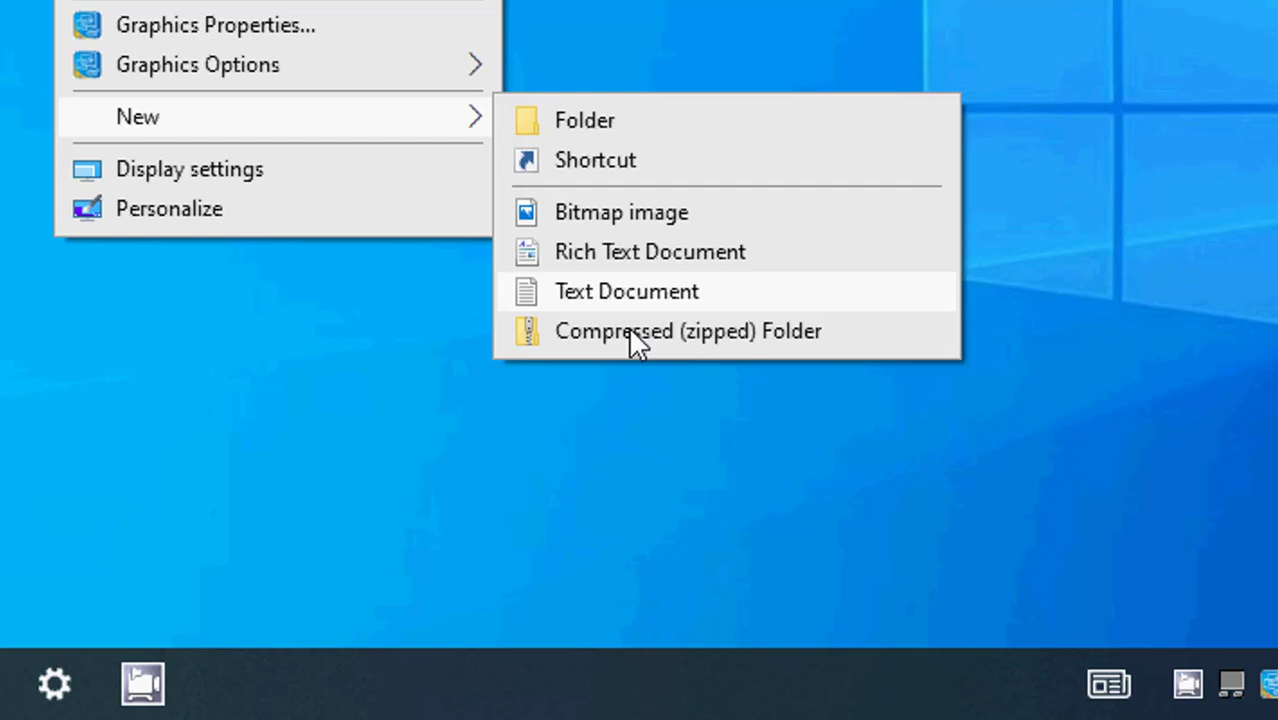 Graphics Properties...
Graphics Options
New
Display settings
Personalize
Folder
Shortcut
Bitmap image
Rich Text Document
Text Document
Compressed (zipped) Folder